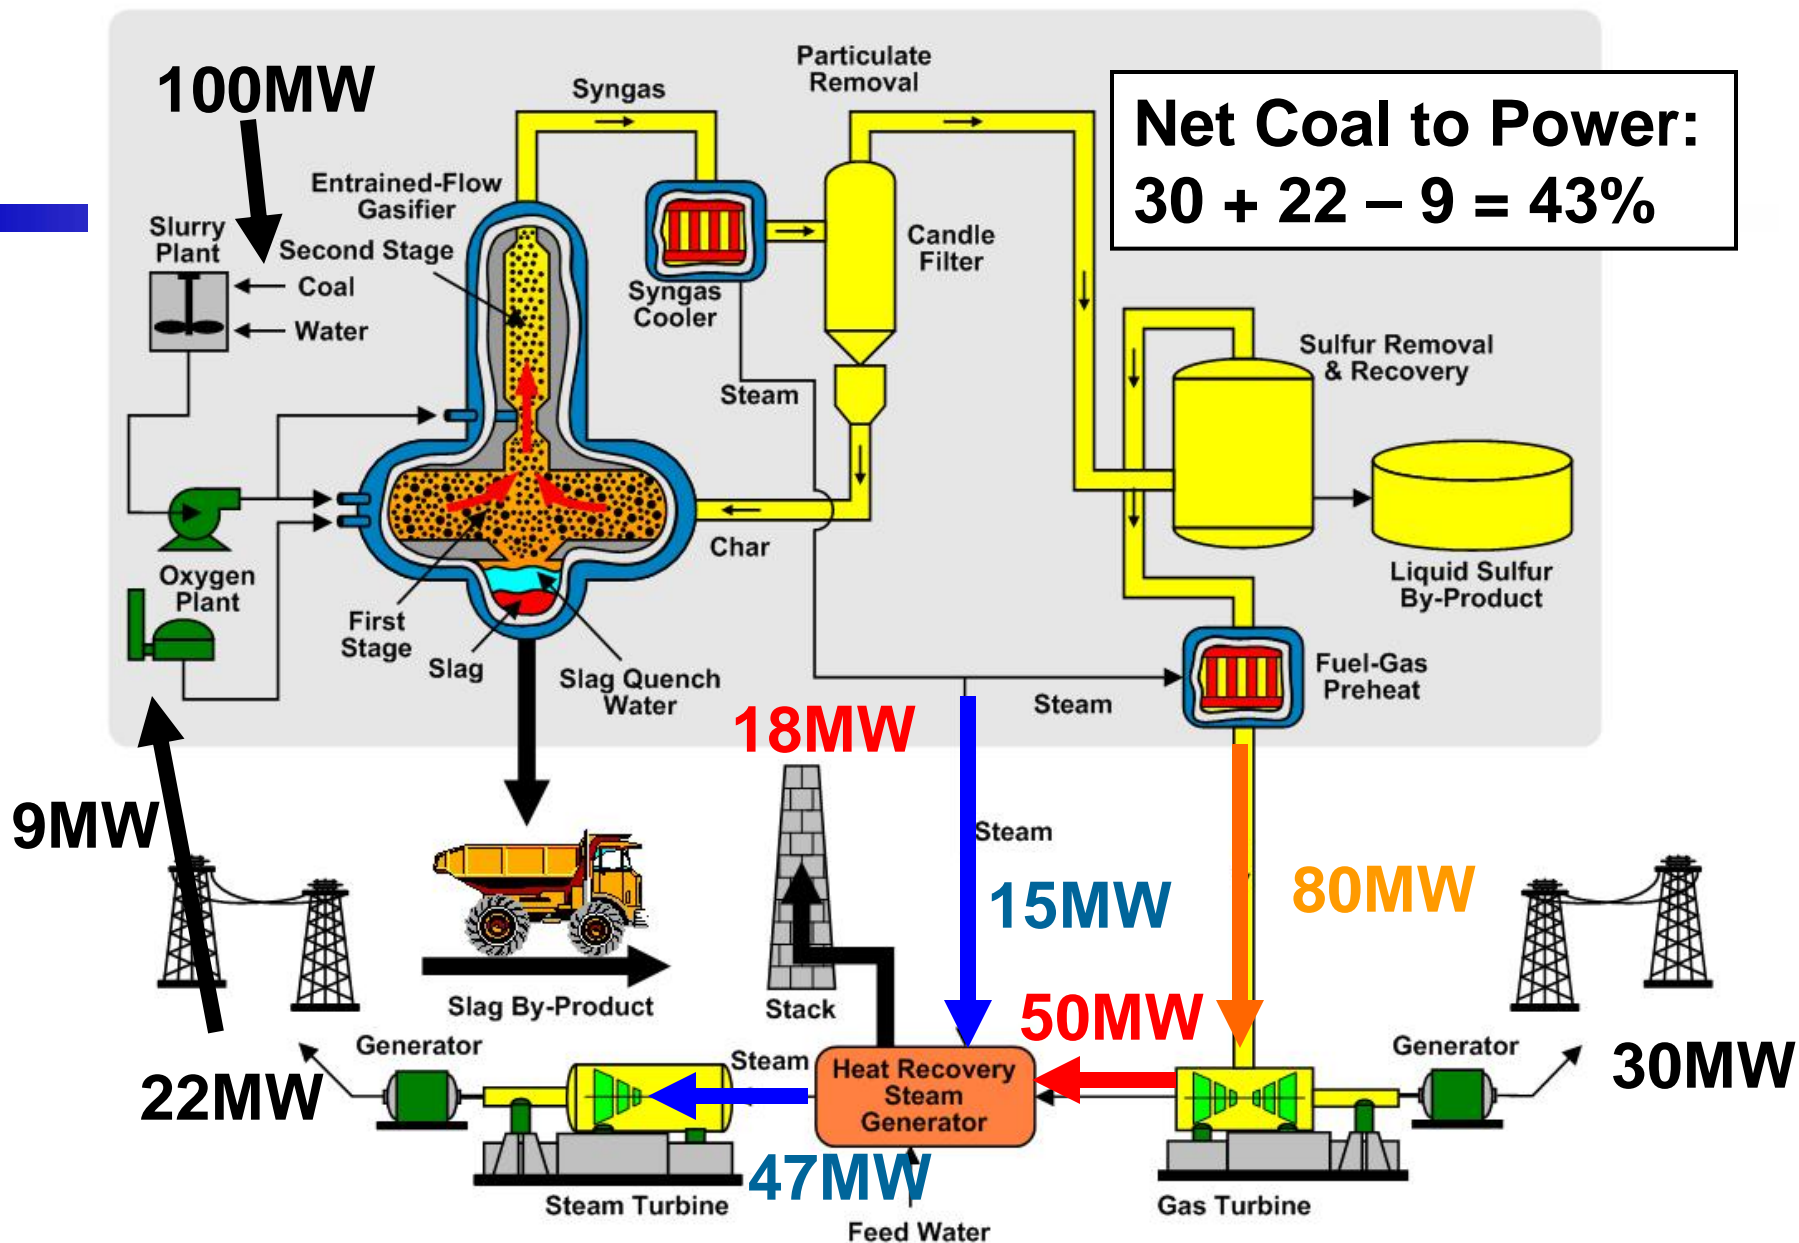 100MW
Syngas
Particulate
Removal
Net Coal to Power:
30 + 22 – 9 = 43%
Entrained-Flow
Gasifier
Slurry
Plant
Second Stage
Coal
Water
Syngas
Cooler
Candle
Filter
Steam
Sulfur Removal
& Recovery
Char
Liquid Sulfur
By-Product
Oxygen
Plant
First
Stage
Slag
Slag Quench
Water
Steam
Fuel-Gas
Preheat
18MW
9MW
Steam
15MW
80MW
Slag By-Product
Stack
50MW
Generator
Steam
Heat Recovery
Steam
Generator
Generator
30MW
22MW
47MW
Steam Turbine
Gas Turbine
Feed Water